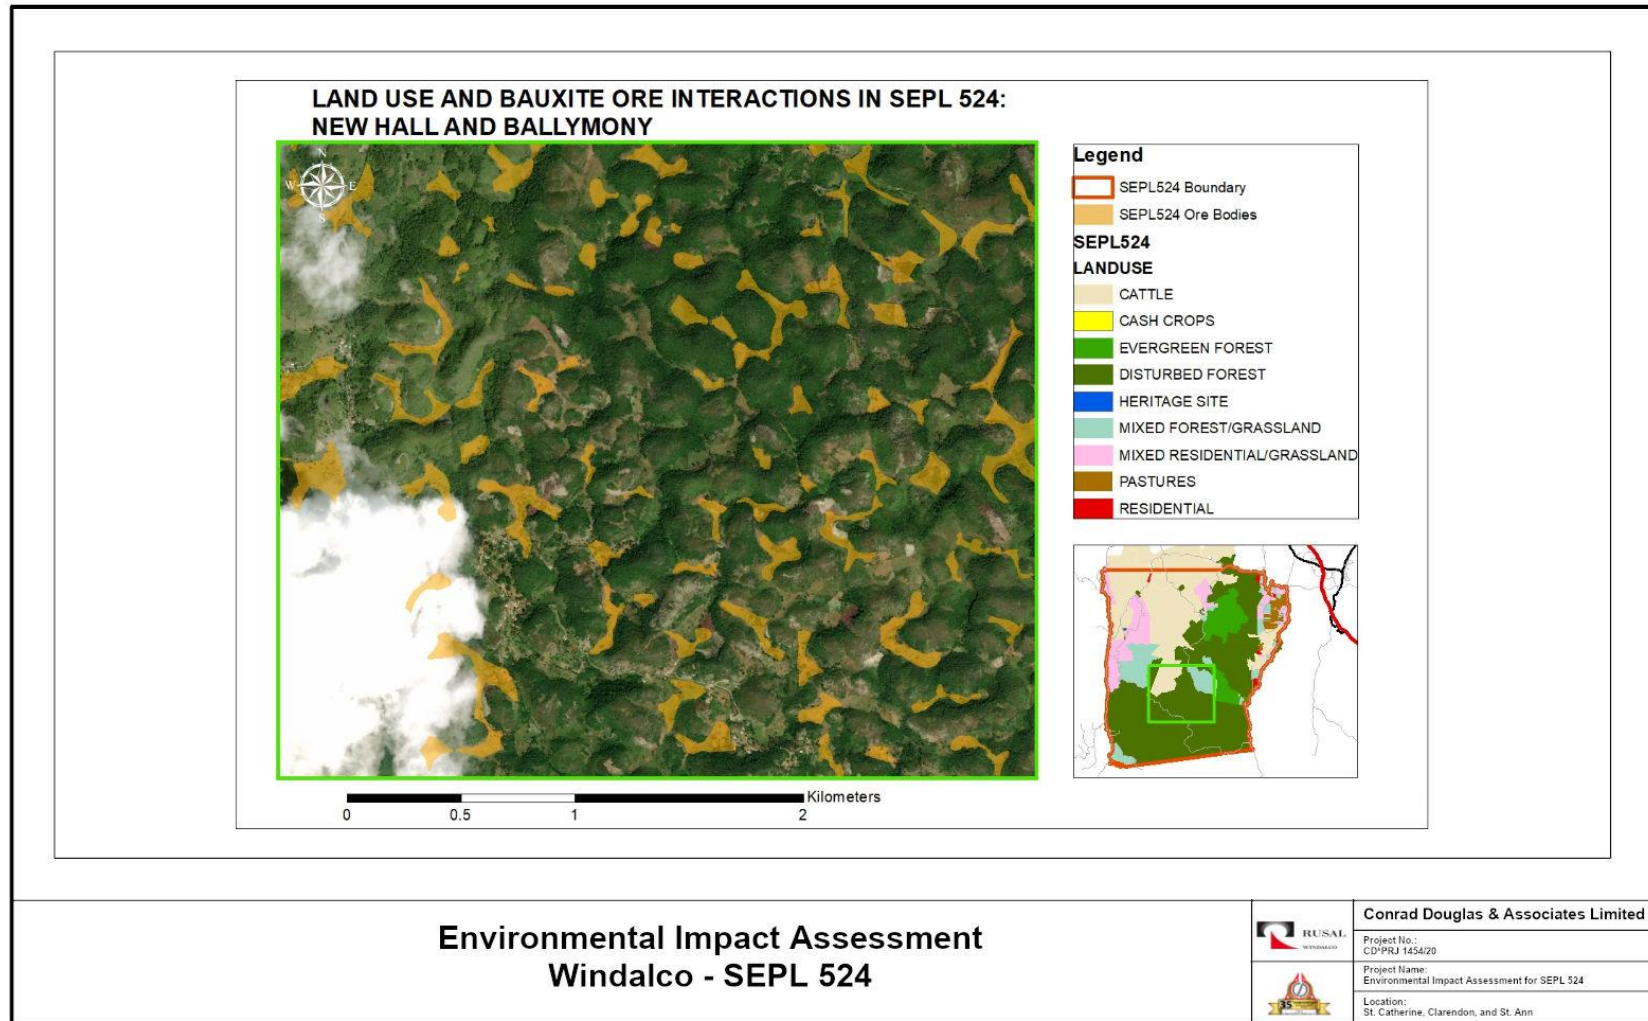 LAND USE AND BAUXITE ORE INTERACTIONS IN SEPL 524:
NEW HALL AND BALLYMONY
N
W E
S
Legend
SEPL524 Boundary
SEPL524 Ore Bodies
SEPL524
LANDUSE
CATTLE
CASH CROPS
EVERGREEN FOREST
DISTURBED FOREST
HERITAGE SITE
MIXED FOREST/GRASSLAND
MIXED RESIDENTIAL/GRASSLAND
PASTURES
RESIDENTIAL
Kilometers
0 0.5 1 2
Environmental Impact Assessment
Windalco - SEPL 524
RUSAL
WINDALCO
35
Conrad Douglas & Associates Limited
Project No.:
CD*PRJ 1454/20
Project Name:
Environmental Impact Assessment for SEPL 524
Location:
St. Catherine, Clarendon, and St. Ann